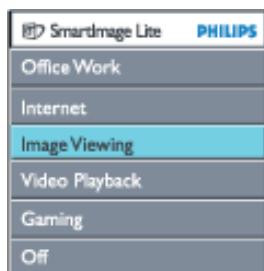 SmartImage Lite PHILIPS
Office Work
Internet
Image Viewing
Video Playback
Gaming
Off